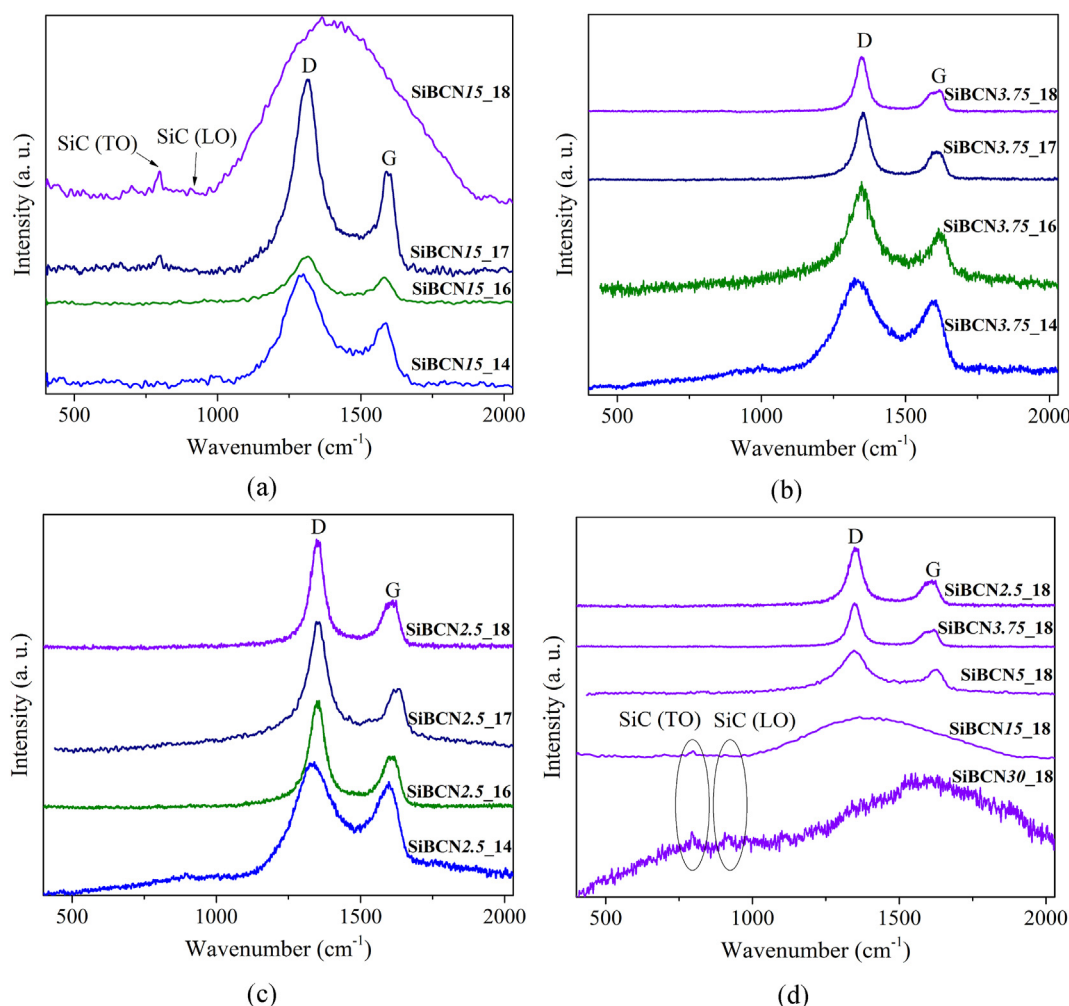 SiBCN15_18
D
SiC (TO)
SiC (LO)
G
SiBCN15_17
SiBCN15_16
SiBCN15_14
Intensity (a. u.)
500 1000 1500 2000
Wavenumber (cm-1)
(a)
D
G
SiBCN3.75_18
SiBCN3.75_17
SiBCN3.75_16
SiBCN3.75_14
Intensity (a. u.)
500 1000 1500 2000
Wavenumber (cm-1)
(b)
D
G
SiBCN2.5_18
SiBCN2.5_17
SiBCN2.5_16
SiBCN2.5_14
Intensity (a. u.)
500 1000 1500 2000
Wavenumber (cm-1)
(c)
D
G
SiBCN2.5_18
SiBCN3.75_18
SiBCN5_18
SiC (TO)
SiC (LO)
SiBCN15_18
SiBCN30_18
Intensity (a. u.)
500 1000 1500 2000
Wavenumber (cm-1)
(d)